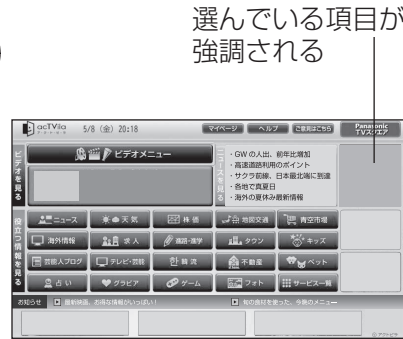 選んでいる項目が
強調される
acTVila 5/8 (金) 20:18 マイページ ヘルプ ご意見はこちら Panasonic TVスクエア
ビデオを見る
ビデオメニュー
ニュースを見る
・GW の人出、前年比増加
・高速道路利用のポイント
・サクラ前線、日本最北端に到達
・各地で真夏日
・海外の夏休み最新情報
役立つ情報を見る
ニュース 天気 株価 地図交通 青空市場
海外情報 求人 進路・進学 タウン キッズ
芸能人ブログ テレビ・芸能 韓流 不動産 ペット
占い グラビア ゲーム フォト サービス一覧
お知らせ 最新映画、お得な情報がいっぱい! 旬の食材を使った、今晩のメニュー